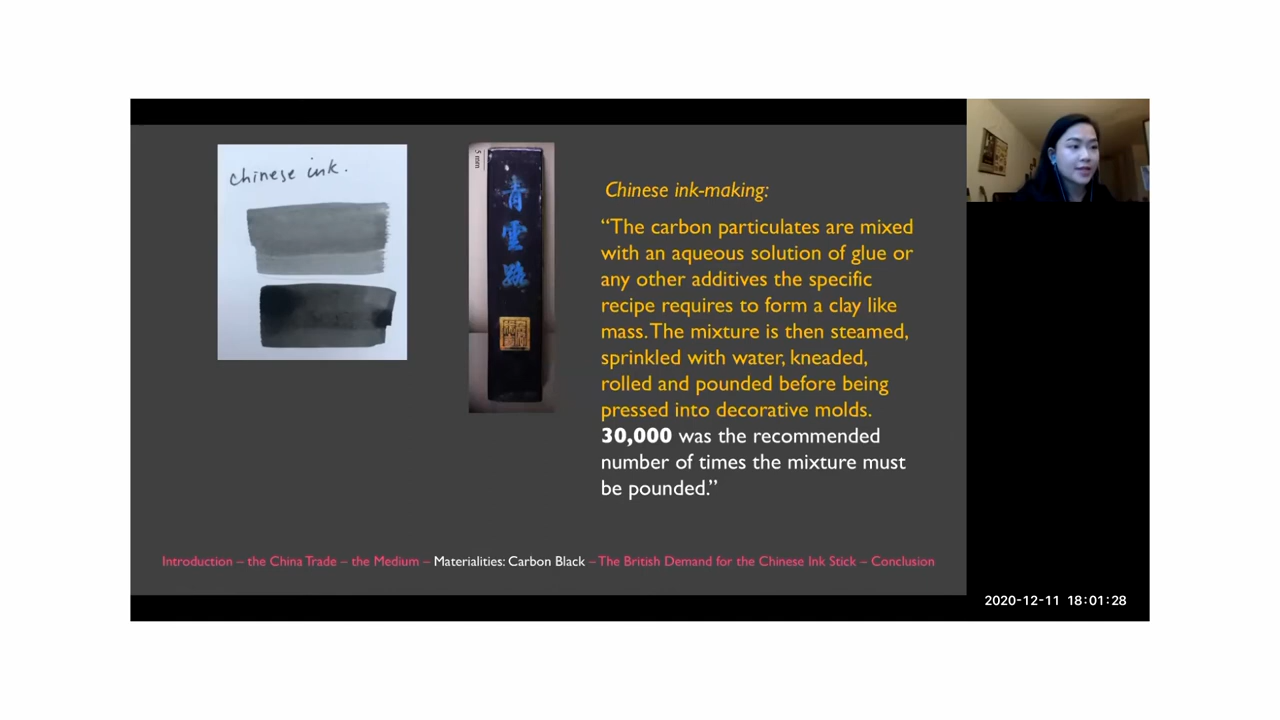 chinese ink.
5 mm
青
雲
路
Chinese ink-making:
“The carbon particulates are mixed
with an aqueous solution of glue or
any other additives the specific
recipe requires to form a clay like
mass. The mixture is then steamed,
sprinkled with water, kneaded,
rolled and pounded before being
pressed into decorative molds.
30,000 was the recommended
number of times the mixture must
be pounded.”
Introduction – the China Trade – the Medium – Materialities: Carbon Black – The British Demand for the Chinese Ink Stick – Conclusion
2020-12-11 18:01:28